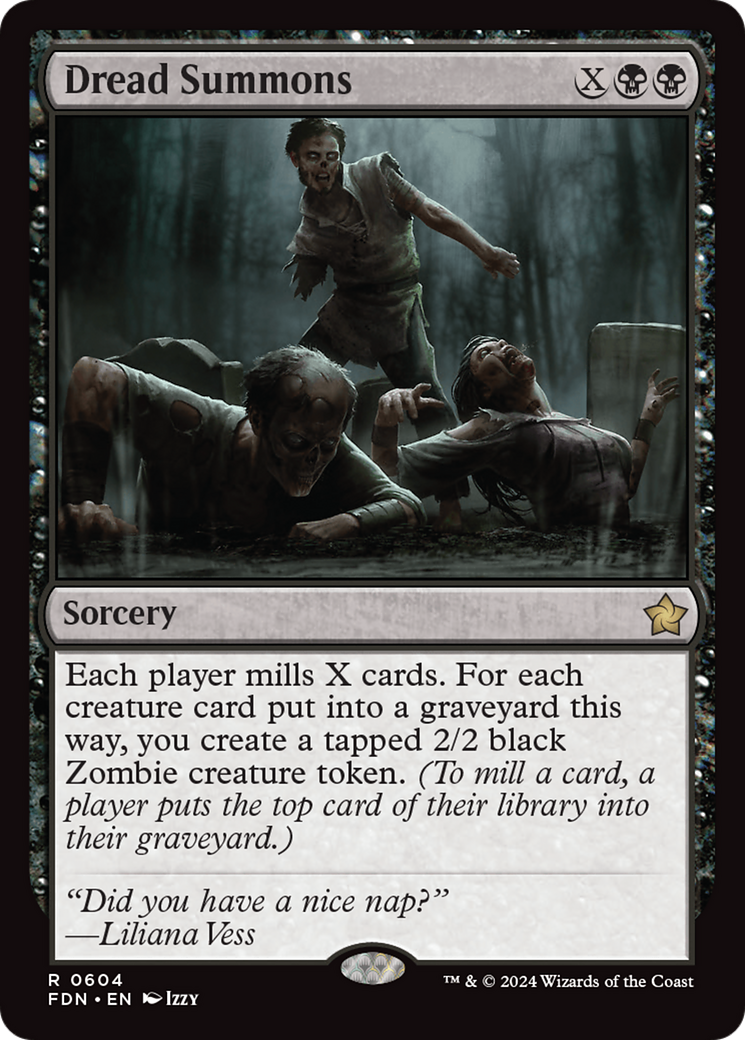 Dread Summons X
Sorcery
Each player mills X cards. For each
creature card put into a graveyard this
way, you create a tapped 2/2 black
Zombie creature token. (To mill a card, a
player puts the top card of their library into
their graveyard.)
“Did you have a nice nap?”
—Liliana Vess
R 0604
FDN • EN Izzy
™ & © 2024 Wizards of the Coast